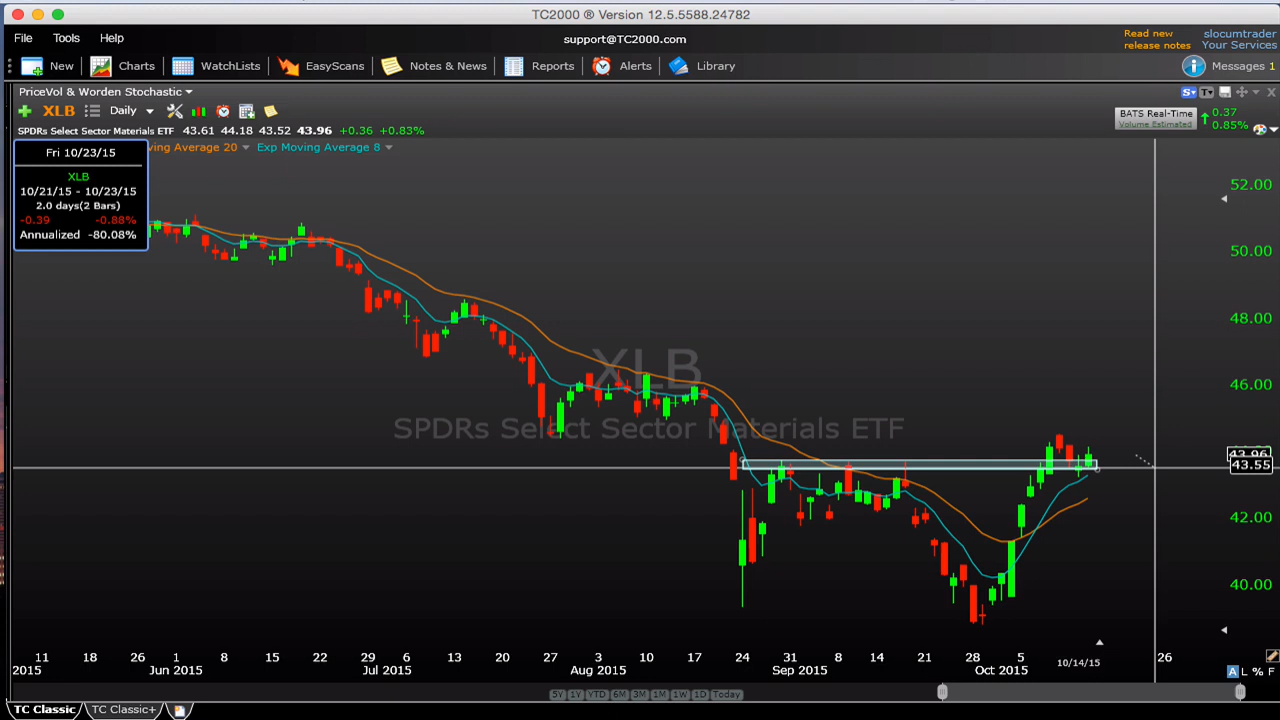 TC2000 ® Version 12.5.5588.24782
File Tools Help
support@TC2000.com
Read new
release notes
slocumtrader
Your Services
New Charts WatchLists EasyScans Notes & News Reports Alerts Library
Messages 1
PriceVol & Worden Stochastic
S T
XLB Daily
BATS Real-Time
Volume Estimated
0.37
0.85%
SPDRs Select Sector Materials ETF 43.61 44.18 43.52 43.96 +0.36 +0.83%
ving Average 20 Exp Moving Average 8
Fri 10/23/15
XLB
10/21/15 - 10/23/15
2.0 days(2 Bars)
-0.39 -0.88%
Annualized -80.08%
XLB
SPDRs Select Sector Materials ETF
52.00
50.00
48.00
46.00
43.96
43.55
42.00
40.00
11 18 26 1 8 15 22 29 6 13 20 27 3 10 17 24 31 8 14 21 28 5 10/14/15 26
2015 Jun 2015 Jul 2015 Aug 2015 Sep 2015 Oct 2015
A L % F
5Y 1Y YTD 6M 3M 1M 1W 1D Today
TC Classic TC Classic+